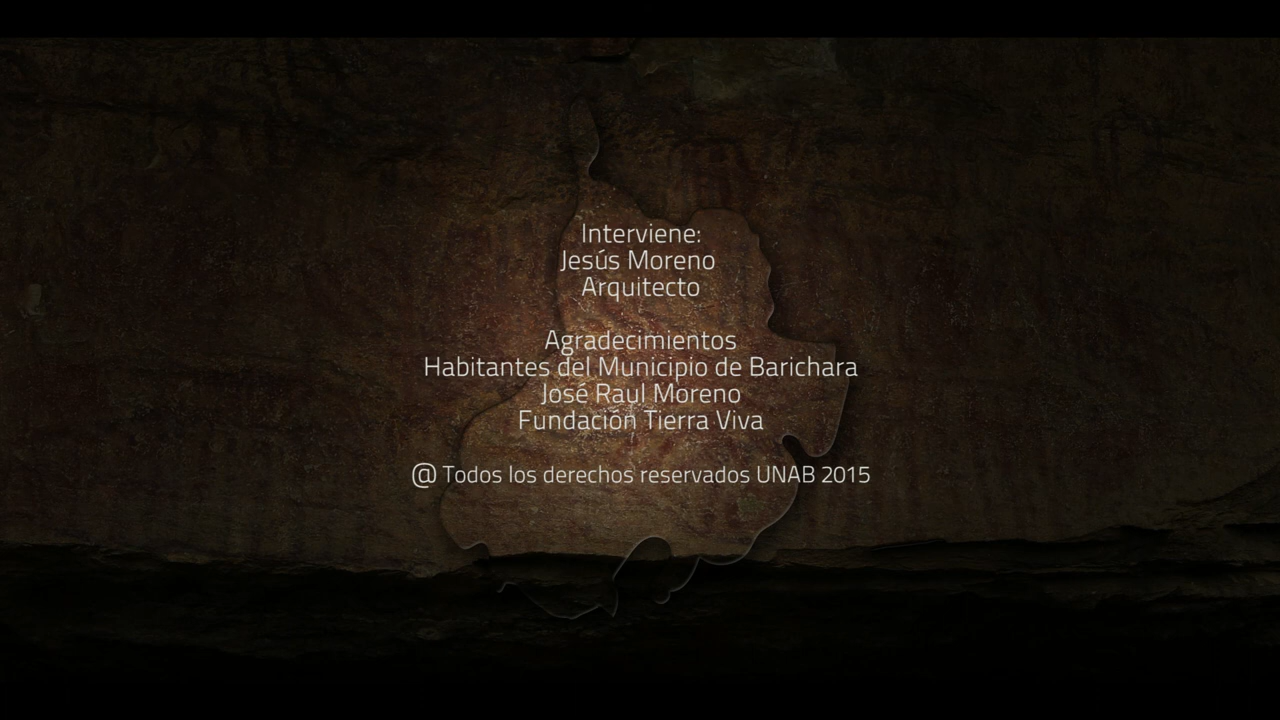 Interviene:
Jesús Moreno
Arquitecto
Agradecimientos
Habitantes del Municipio de Barichara
José Raul Moreno
Fundación Tierra Viva
@ Todos los derechos reservados UNAB 2015